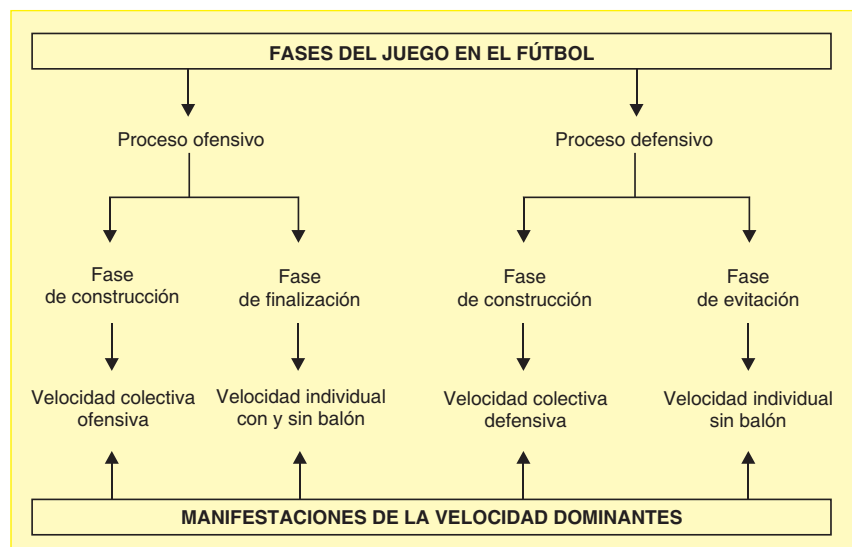 FASES DEL JUEGO EN EL FÚTBOL
Proceso ofensivo
Proceso defensivo
Fase
de construcción
Fase
de finalización
Fase
de construcción
Fase
de evitación
Velocidad colectiva
ofensiva
Velocidad individual
con y sin balón
Velocidad colectiva
defensiva
Velocidad individual
sin balón
MANIFESTACIONES DE LA VELOCIDAD DOMINANTES